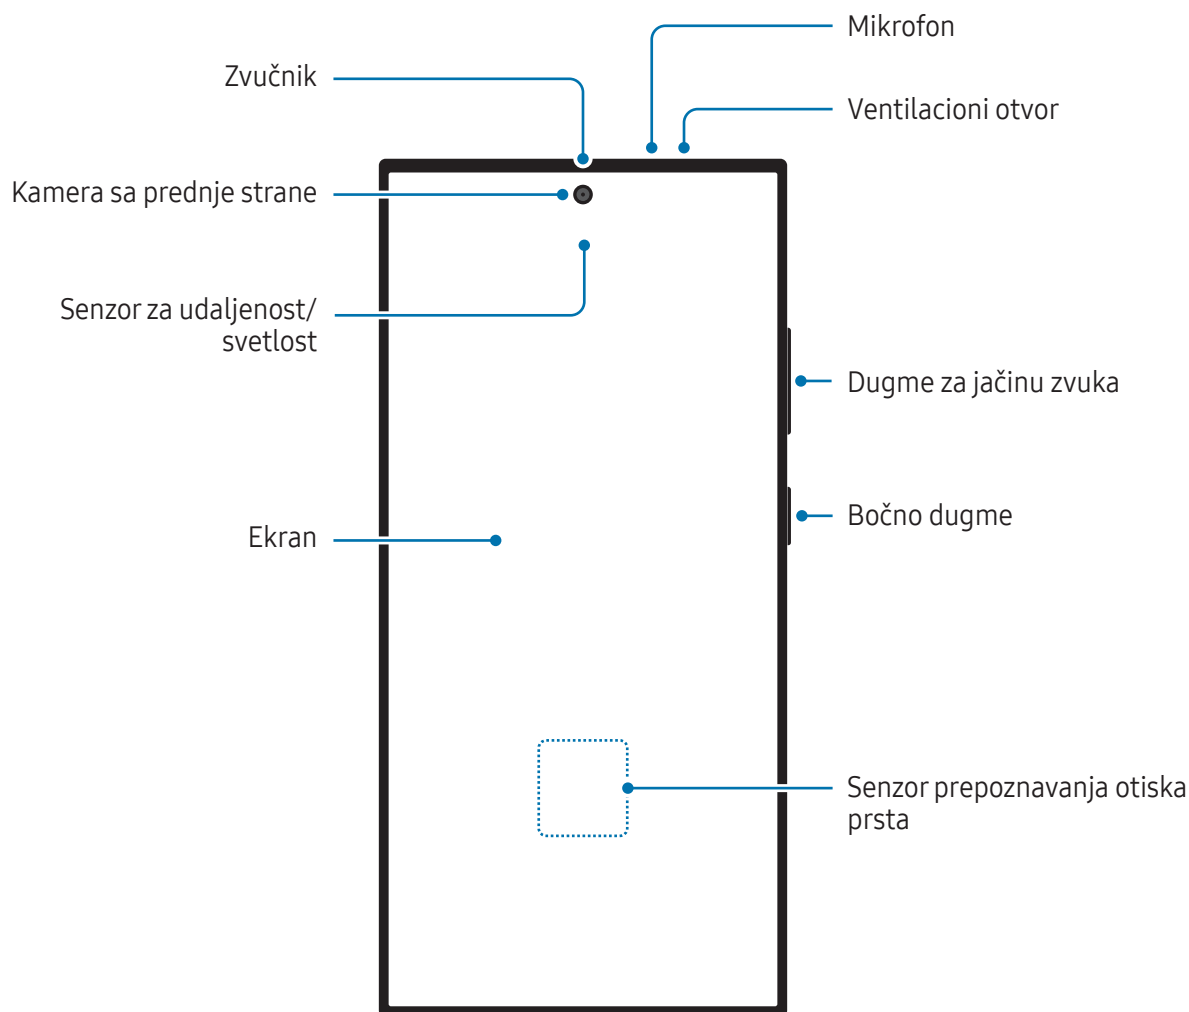 Mikrofon
Zvučnik
Ventilacioni otvor
Kamera sa prednje strane
Senzor za udaljenost/
svetlost
Dugme za jačinu zvuka
Bočno dugme
Ekran
Senzor prepoznavanja otiska
prsta